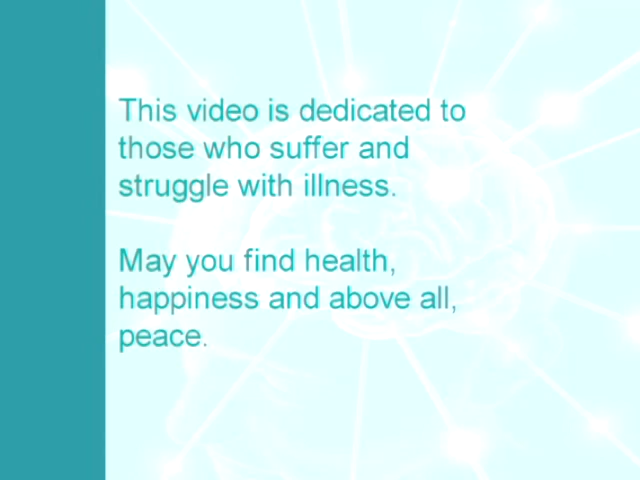 This video is dedicated to
those who suffer and
struggle with illness.
May you find health,
happiness and above all,
peace.